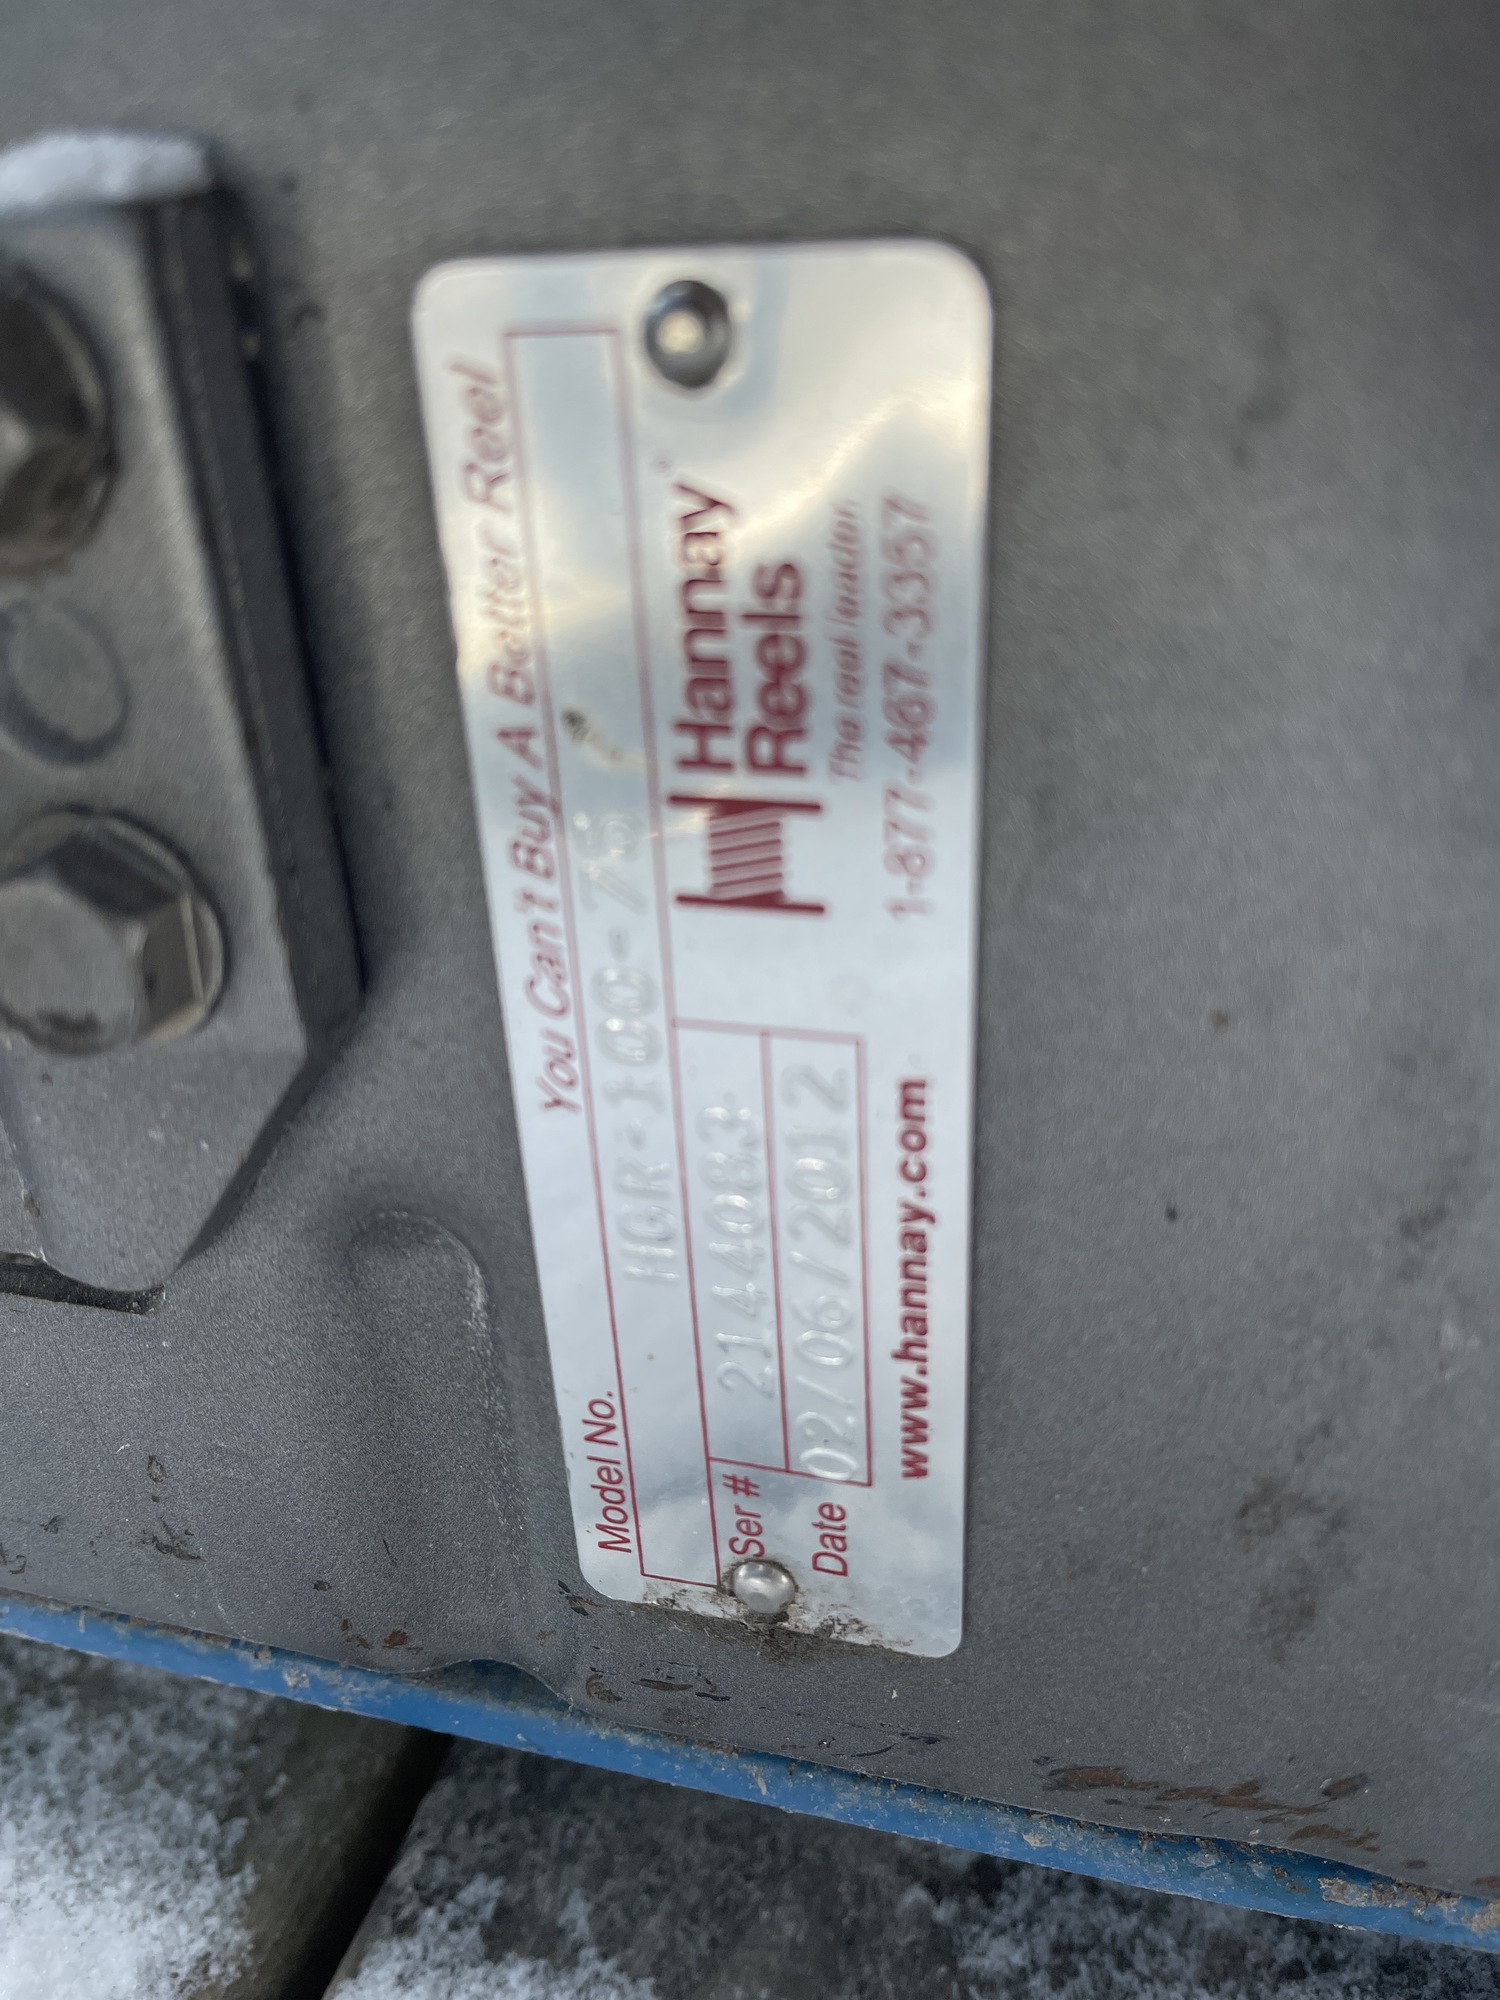 You Can't Buy A Better Reel
Model No. HGR-100-75
Ser # 2144083
Date 02/06/2012
Hannay
Reels
The reel leader.
1-877-467-3357
www.hannay.com